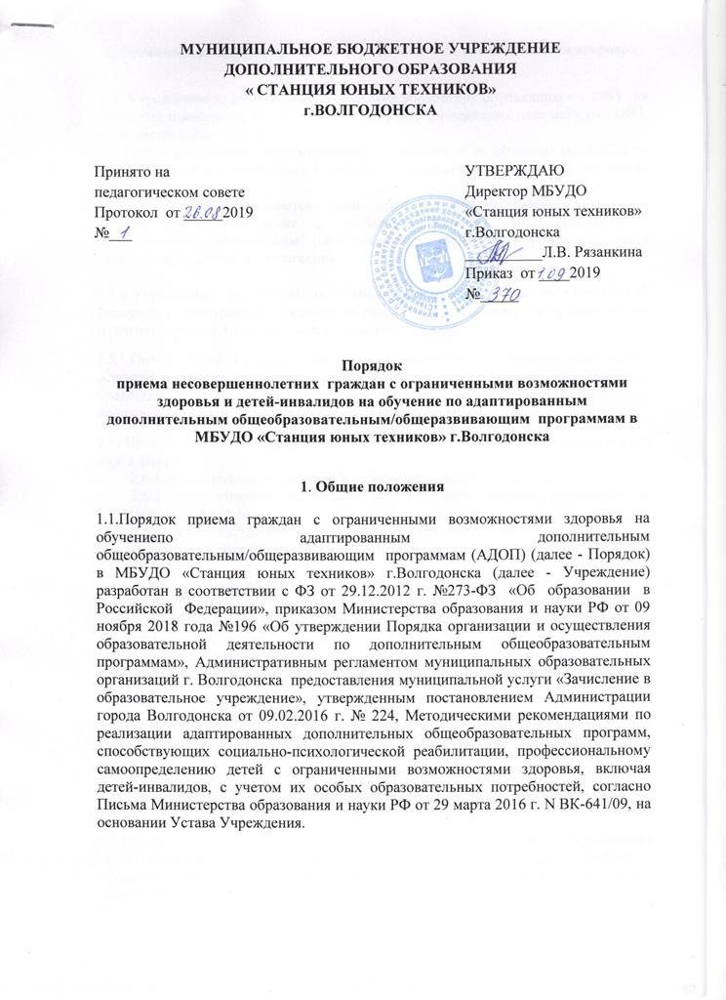 МУНИЦИПАЛЬНОЕ БЮДЖЕТНОЕ УЧРЕЖДЕНИЕ
ДОПОЛНИТЕЛЬНОГО ОБРАЗОВАНИЯ
« СТАНЦИЯ ЮНЫХ ТЕХНИКОВ»
г.ВОЛГОДОНСКА
Принято на
педагогическом совете
Протокол от 26.08 2019
№ 1
УТВЕРЖДАЮ
Директор МБУДО
«Станция юных техников»
г.Волгодонска
Л.В. Рязанкина
Приказ от 1.09 2019
№ 370
Порядок
приема несовершеннолетних граждан с ограниченными возможностями
здоровья и детей-инвалидов на обучение по адаптированным
дополнительным общеобразовательным/общеразвивающим программам в
МБУДО «Станция юных техников» г.Волгодонска
1. Общие положения
1.1.Порядок приема граждан с ограниченными возможностями здоровья на
обучениепо адаптированным дополнительным
общеобразовательным/общеразвивающим программам (АДОП) (далее - Порядок)
в МБУДО «Станция юных техников» г.Волгодонска (далее - Учреждение)
разработан в соответствии с ФЗ от 29.12.2012 г. №273-ФЗ «Об образовании в
Российской Федерации», приказом Министерства образования и науки РФ от 09
ноября 2018 года №196 «Об утверждении Порядка организации и осуществления
образовательной деятельности по дополнительным общеобразовательным
программам», Административным регламентом муниципальных образовательных
организаций г. Волгодонска предоставления муниципальной услуги «Зачисление в
образовательное учреждение», утвержденным постановлением Администрации
города Волгодонска от 09.02.2016 г. № 224, Методическими рекомендациями по
реализации адаптированных дополнительных общеобразовательных программ,
способствующих социально-психологической реабилитации, профессиональному
самоопределению детей с ограниченными возможностями здоровья, включая
детей-инвалидов, с учетом их особых образовательных потребностей, согласно
Письма Министерства образования и науки РФ от 29 марта 2016 г. N ВК-641/09, на
основании Устава Учреждения.